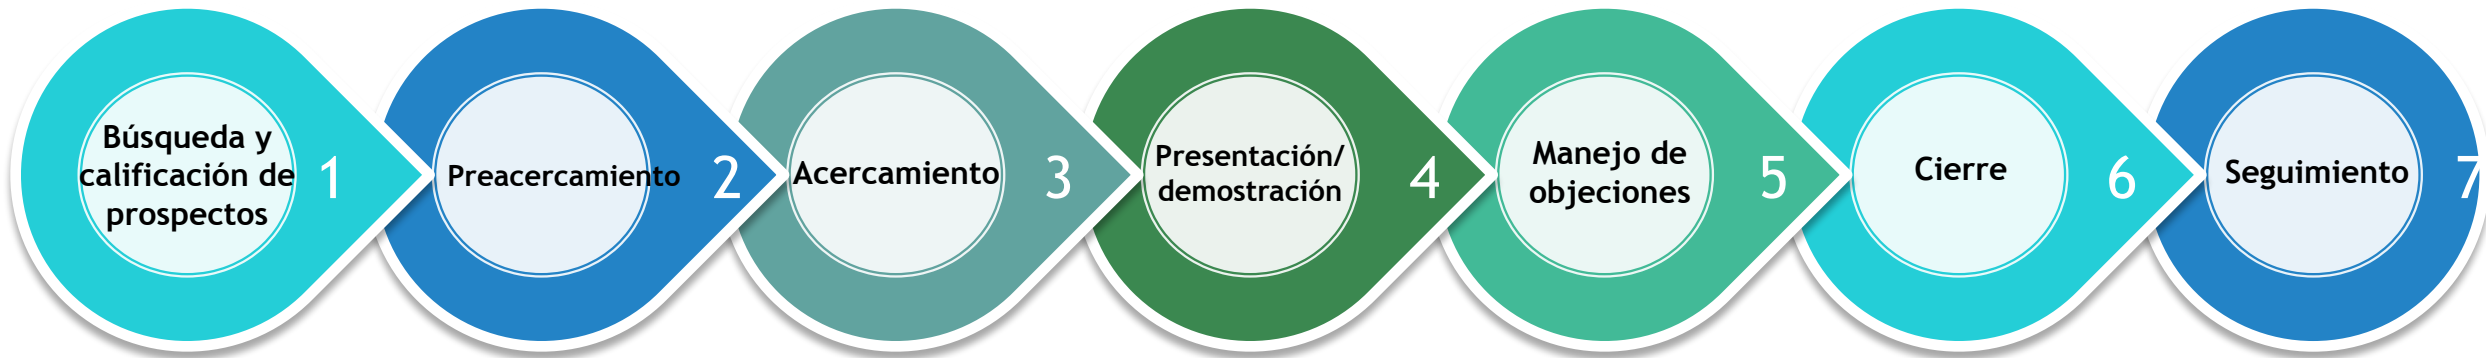 Búsqueda y
calificación de
prospectos
1
Preacercamiento
2
Acercamiento
3
Presentación/
demostración
4
Manejo de
objeciones
5
Cierre
6
Seguimiento
7